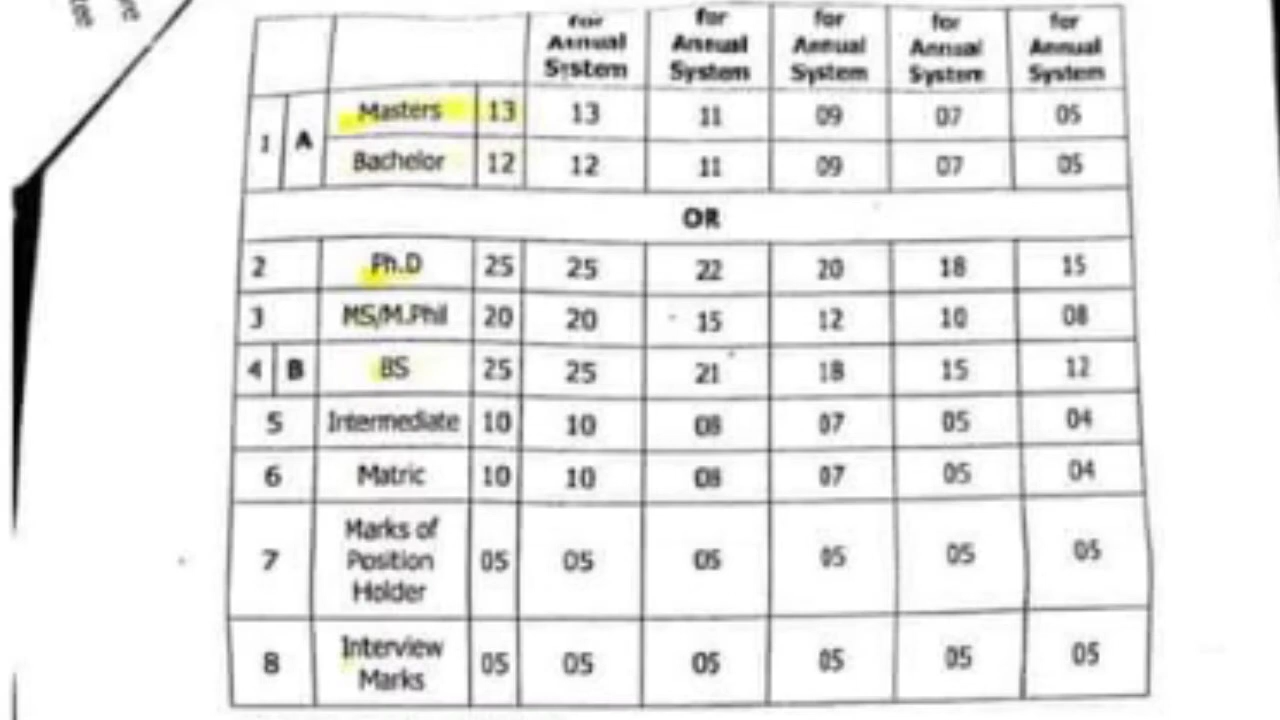 for for for for for
Annual Annual Annual Annual Annual
System System System System System
1 A Masters 13 13 11 09 07 05
Bachelor 12 12 11 09 07 05
OR
2 Ph.D 25 25 22 20 18 15
3 MS/M.Phil 20 20 15 12 10 08
4 B BS 25 25 21 18 15 12
5 Intermediate 10 10 08 07 05 04
6 Matric 10 10 08 07 05 04
Marks of
7 Position 05 05 05 05 05 05
Holder
8 Interview 05 05 05 05 05 05
Marks